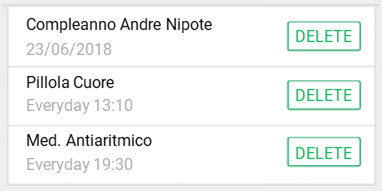 Compleanno Andre Nipote
DELETE
23/06/2018
Pillola Cuore
DELETE
Everyday 13:10
Med. Antiaritmico
DELETE
Everyday 19:30